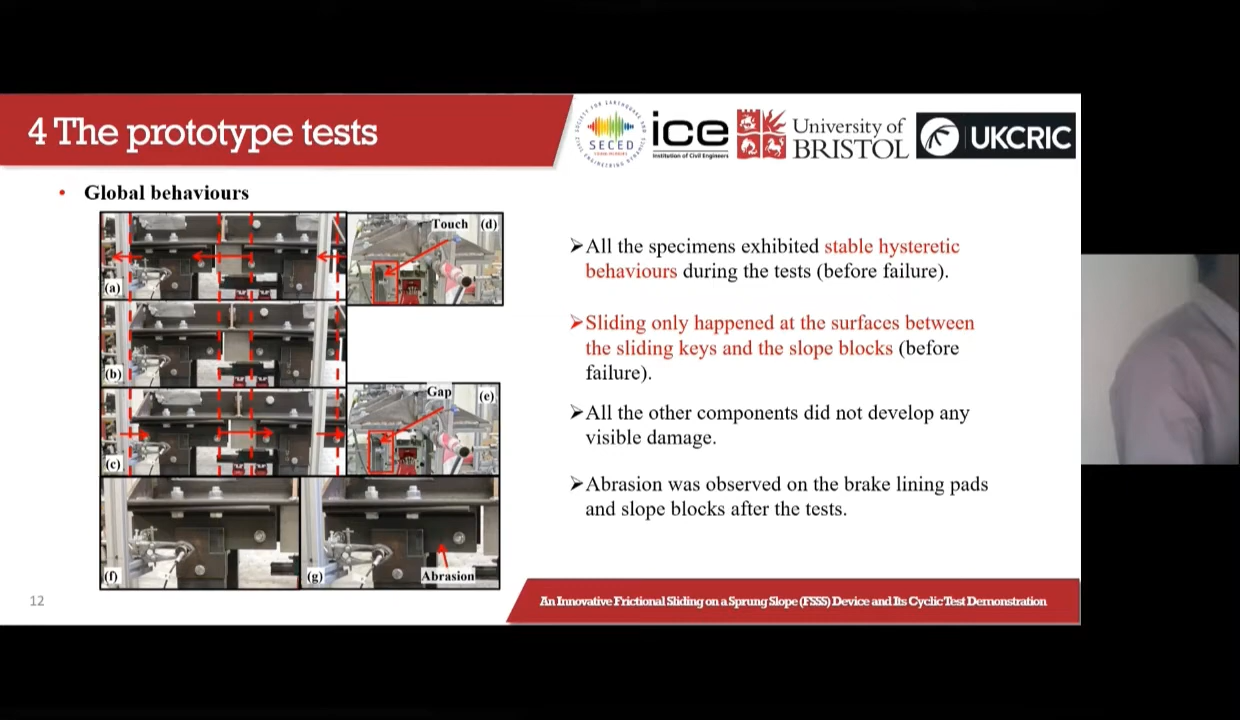 4 The prototype tests
SECED
ice
Institution of Civil Engineers
University of
BRISTOL
UKCRIC
• Global behaviours
Touch (d)
(a)
(b)
Gap (e)
(c)
(f)
(g)
Abrasion
➢All the specimens exhibited stable hysteretic
behaviours during the tests (before failure).
➢Sliding only happened at the surfaces between
the sliding keys and the slope blocks (before
failure).
➢All the other components did not develop any
visible damage.
➢Abrasion was observed on the brake lining pads
and slope blocks after the tests.
12
An Innovative Frictional Sliding on a Sprung Slope (FSSS) Device and Its Cyclic Test Demonstration